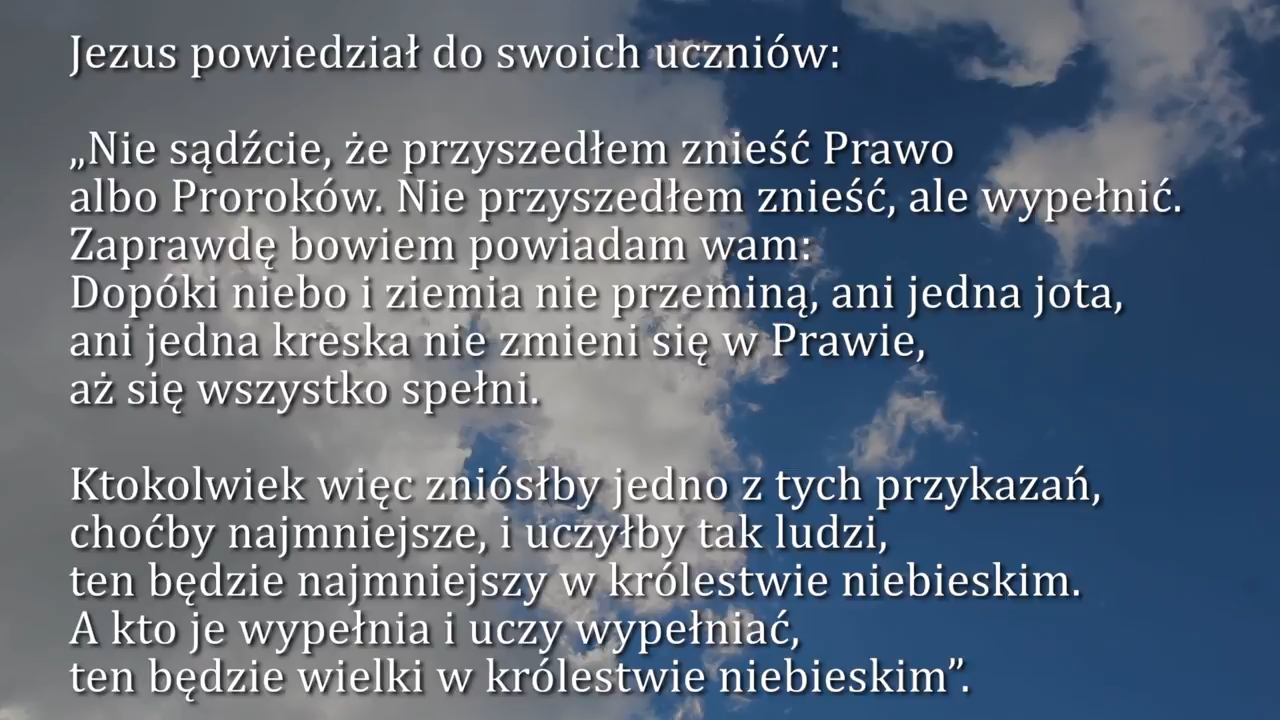 Jezus powiedział do swoich uczniów:
„Nie sądźcie, że przyszedłem znieść Prawo
albo Proroków. Nie przyszedłem znieść, ale wypełnić.
Zaprawdę bowiem powiadam wam:
Dopóki niebo i ziemia nie przeminą, ani jedna jota,
ani jedna kreska nie zmieni się w Prawie,
aż się wszystko spełni.
Ktokolwiek więc zniósłby jedno z tych przykazań,
choćby najmniejsze, i uczyłby tak ludzi,
ten będzie najmniejszy w królestwie niebieskim.
A kto je wypełnia i uczy wypełniać,
ten będzie wielki w królestwie niebieskim”.